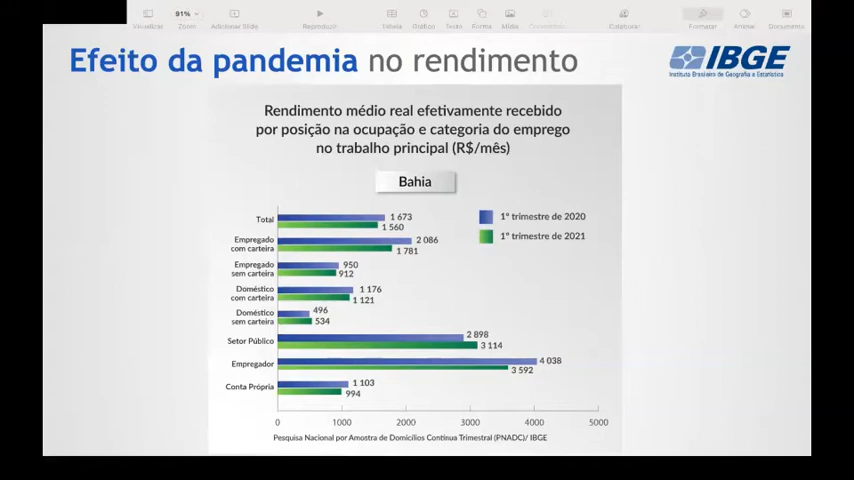 91%
Visualizar
Zoom
Adicionar Slide
Reproduzir
Tabela
Gráfico
Texto
Forma
Mídia
Comentário
Colaborar
Formatar
Animar
Documento
Efeito da pandemia no rendimento
IBGE
Instituto Brasileiro de Geografia e Estatística
Rendimento médio real efetivamente recebido
por posição na ocupação e categoria do emprego
no trabalho principal (R$/mês)
Bahia
1º trimestre de 2020
1º trimestre de 2021
Total
1 673
1 560
Empregado
com carteira
2 086
1 781
Empregado
sem carteira
950
912
Doméstico
com carteira
1 176
1 121
Doméstico
sem carteira
496
534
Setor Público
2 898
3 114
Empregador
4 038
3 592
Conta Própria
1 103
994
0 1000 2000 3000 4000 5000
Pesquisa Nacional por Amostra de Domicílios Contínua Trimestral (PNADC)/ IBGE